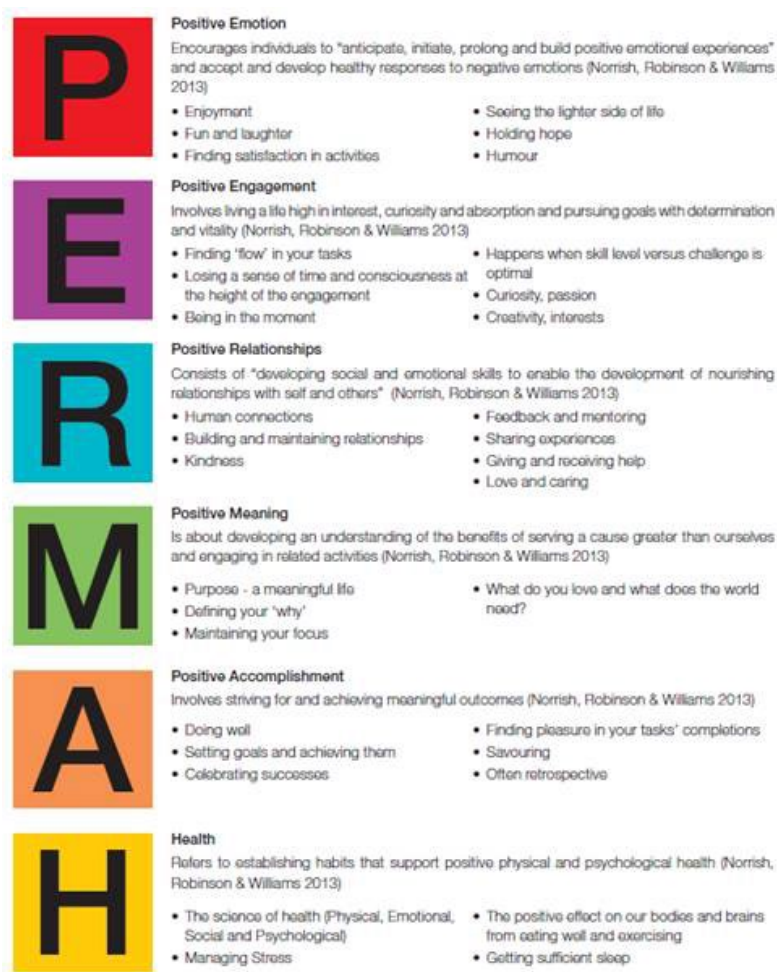 P
Positive Emotion
Encourages individuals to "anticipate, initiate, prolong and build positive emotional experiences"
and accept and develop healthy responses to negative emotions (Norrish, Robinson & Williams
2013)
• Enjoyment
• Fun and laughter
• Finding satisfaction in activities
• Seeing the lighter side of life
• Holding hope
• Humour
E
Positive Engagement
Involves living a life high in interest, curiosity and absorption and pursuing goals with determination
and vitality (Norrish, Robinson & Williams 2013)
• Finding 'flow' in your tasks
• Losing a sense of time and consciousness at
the height of the engagement
• Being in the moment
• Happens when skill level versus challenge is
optimal
• Curiosity, passion
• Creativity, interests
R
Positive Relationships
Consists of "developing social and emotional skills to enable the development of nourishing
relationships with self and others" (Norrish, Robinson & Williams 2013)
• Human connections
• Building and maintaining relationships
• Kindness
• Feedback and mentoring
• Sharing experiences
• Giving and receiving help
• Love and caring
M
Positive Meaning
Is about developing an understanding of the benefits of serving a cause greater than ourselves
and engaging in related activities (Norrish, Robinson & Williams 2013)
• Purpose - a meaningful life
• Defining your 'why'
• Maintaining your focus
• What do you love and what does the world
need?
A
Positive Accomplishment
Involves striving for and achieving meaningful outcomes (Norrish, Robinson & Williams 2013)
• Doing well
• Setting goals and achieving them
• Celebrating successes
• Finding pleasure in your tasks' completions
• Savouring
• Often retrospective
H
Health
Refers to establishing habits that support positive physical and psychological health (Norrish,
Robinson & Williams 2013)
• The science of health (Physical, Emotional,
Social and Psychological)
• Managing Stress
• The positive effect on our bodies and brains
from eating well and exercising
• Getting sufficient sleep